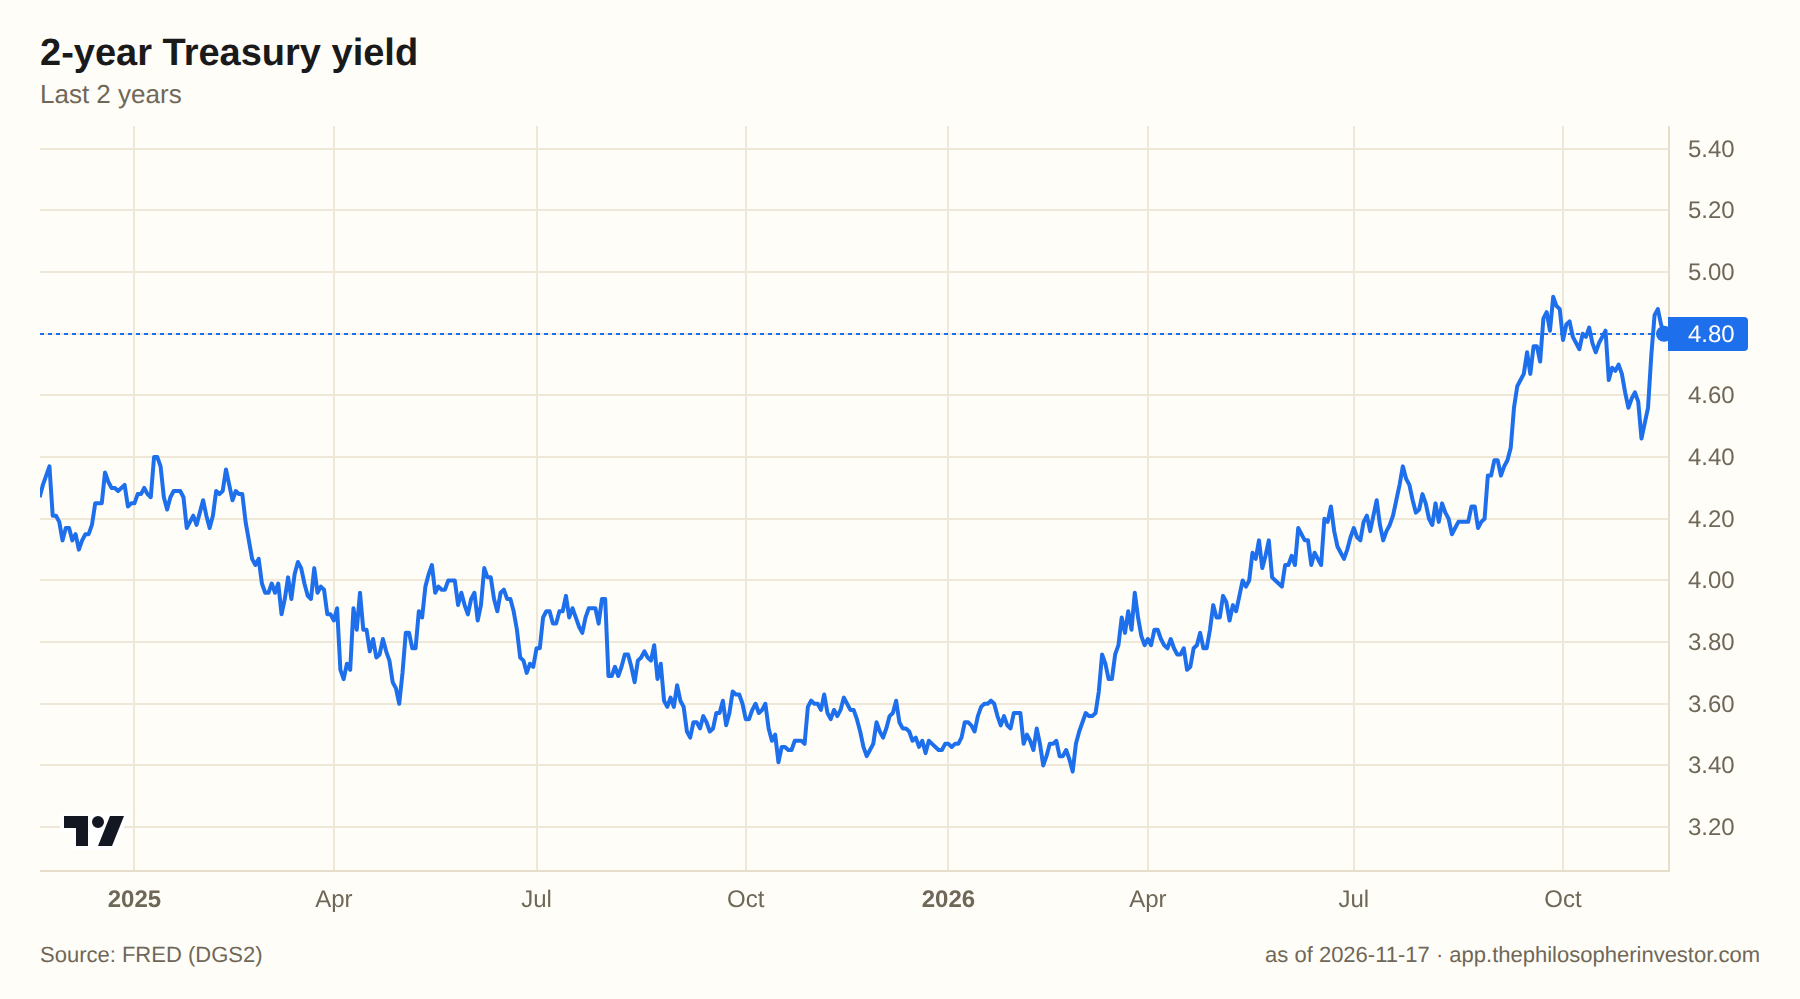 2-year Treasury yield
Last 2 years
5.40
5.20
5.00
4.80
4.60
4.40
4.20
4.00
3.80
3.60
3.40
3.20
2025 Apr Jul Oct 2026 Apr Jul Oct
Source: FRED (DGS2)
as of 2026-11-17 · app.thephilosopherinvestor.com